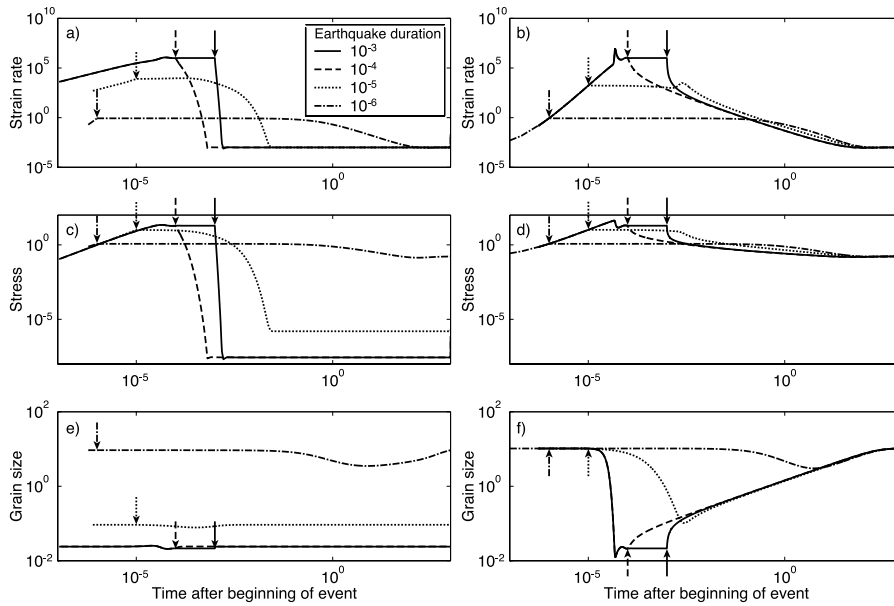 a)
Strain rate
10^10
10^5
10^0
10^-5
10^-5
10^0
Earthquake duration
10^-3
10^-4
10^-5
10^-6
b)
Strain rate
10^10
10^5
10^0
10^-5
10^-5
10^0
c)
Stress
10^0
10^-5
10^-5
10^0
d)
Stress
10^0
10^-5
10^-5
10^0
e)
Grain size
10^2
10^0
10^-2
10^-5
10^0
Time after beginning of event
f)
Grain size
10^2
10^0
10^-2
10^-5
10^0
Time after beginning of event